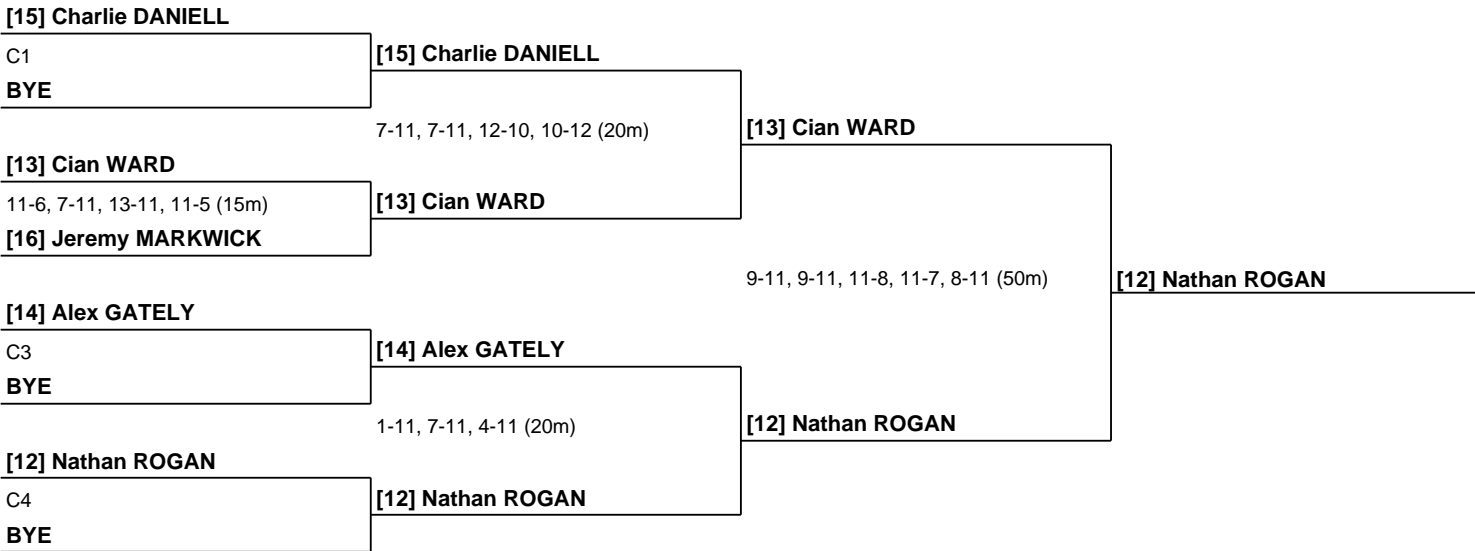 [15] Charlie DANIELL
C1
BYE
[15] Charlie DANIELL
7-11, 7-11, 12-10, 10-12 (20m)
[13] Cian WARD
[13] Cian WARD
11-6, 7-11, 13-11, 11-5 (15m)
[16] Jeremy MARKWICK
[13] Cian WARD
9-11, 9-11, 11-8, 11-7, 8-11 (50m)
[12] Nathan ROGAN
[14] Alex GATELY
C3
BYE
[14] Alex GATELY
1-11, 7-11, 4-11 (20m)
[12] Nathan ROGAN
[12] Nathan ROGAN
C4
BYE
[12] Nathan ROGAN